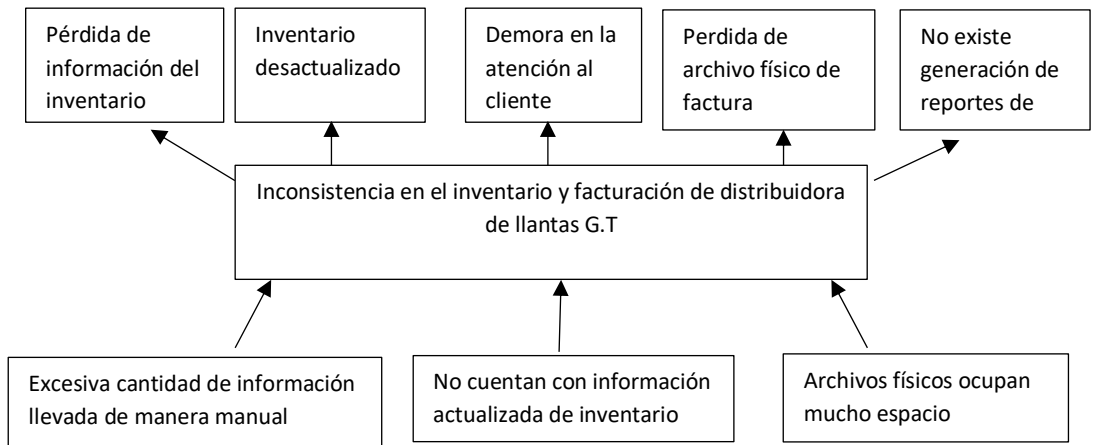 Pérdida de
información del
inventario
Inventario
desactualizado
Demora en la
atención al
cliente
Perdida de
archivo físico de
factura
No existe
generación de
reportes de
Inconsistencia en el inventario y facturación de distribuidora
de llantas G.T
Excesiva cantidad de información
llevada de manera manual
No cuentan con información
actualizada de inventario
Archivos físicos ocupan
mucho espacio